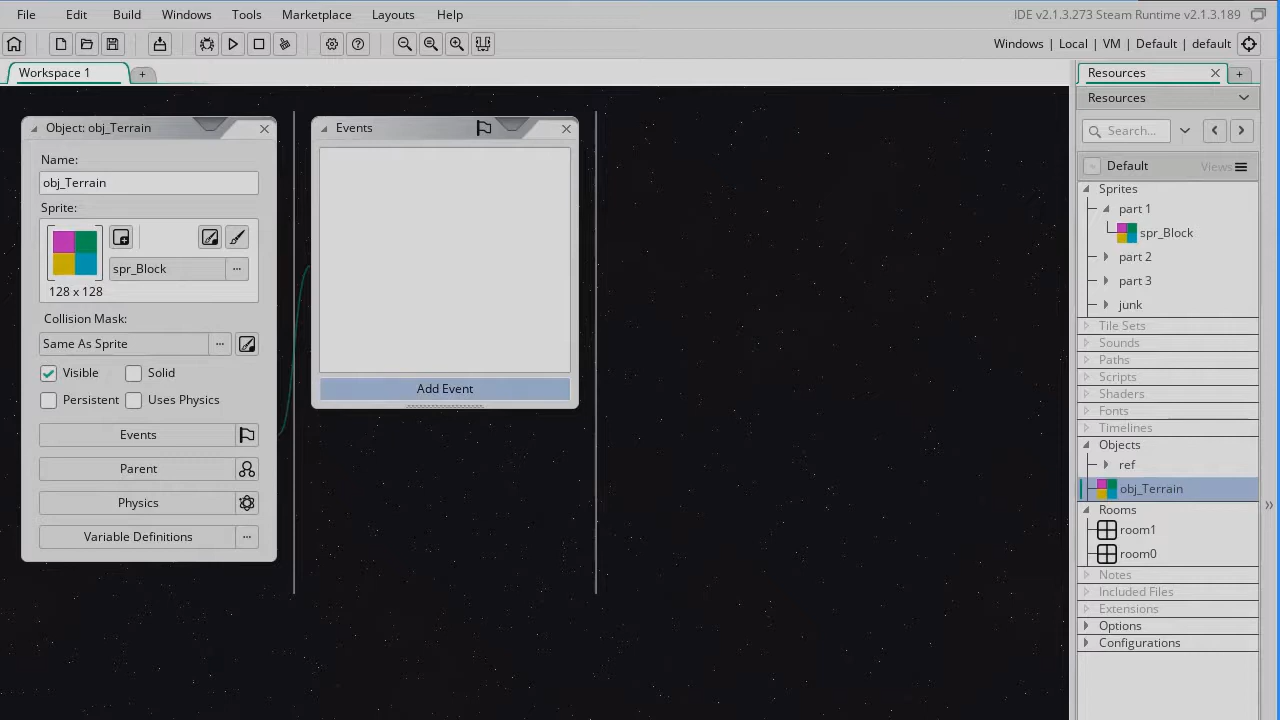 File Edit Build Windows Tools Marketplace Layouts Help IDE v2.1.3.273 Steam Runtime v2.1.3.189
Windows | Local | VM | Default | default
Workspace 1
Resources
Resources
Object: obj_Terrain
Events
Search...
Name:
Default Views
obj_Terrain
Sprites
Sprite:
part 1
spr_Block
part 2
spr_Block
part 3
128 x 128
junk
Collision Mask:
Tile Sets
Same As Sprite
Sounds
Paths
Visible Solid
Scripts
Add Event
Shaders
Persistent Uses Physics
Fonts
Timelines
Events
Objects
Parent
ref
obj_Terrain
Physics
Rooms
room1
Variable Definitions
room0
Notes
Included Files
Extensions
Options
Configurations